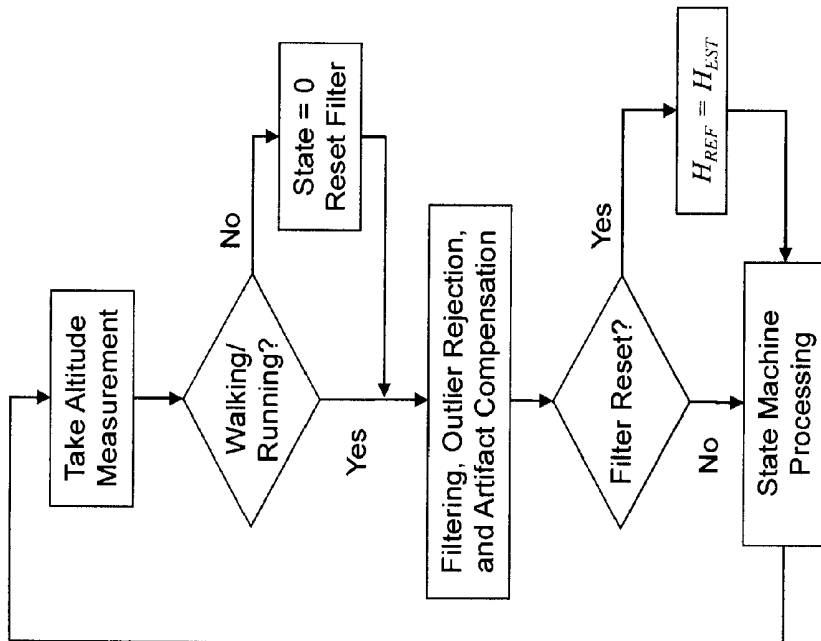 Take Altitude
Measurement
Walking/
Running?
No
State = 0
Reset Filter
Yes
Filtering, Outlier Rejection,
and Artifact Compensation
Filter Reset?
Yes
H_REF = H_EST
No
State Machine
Processing